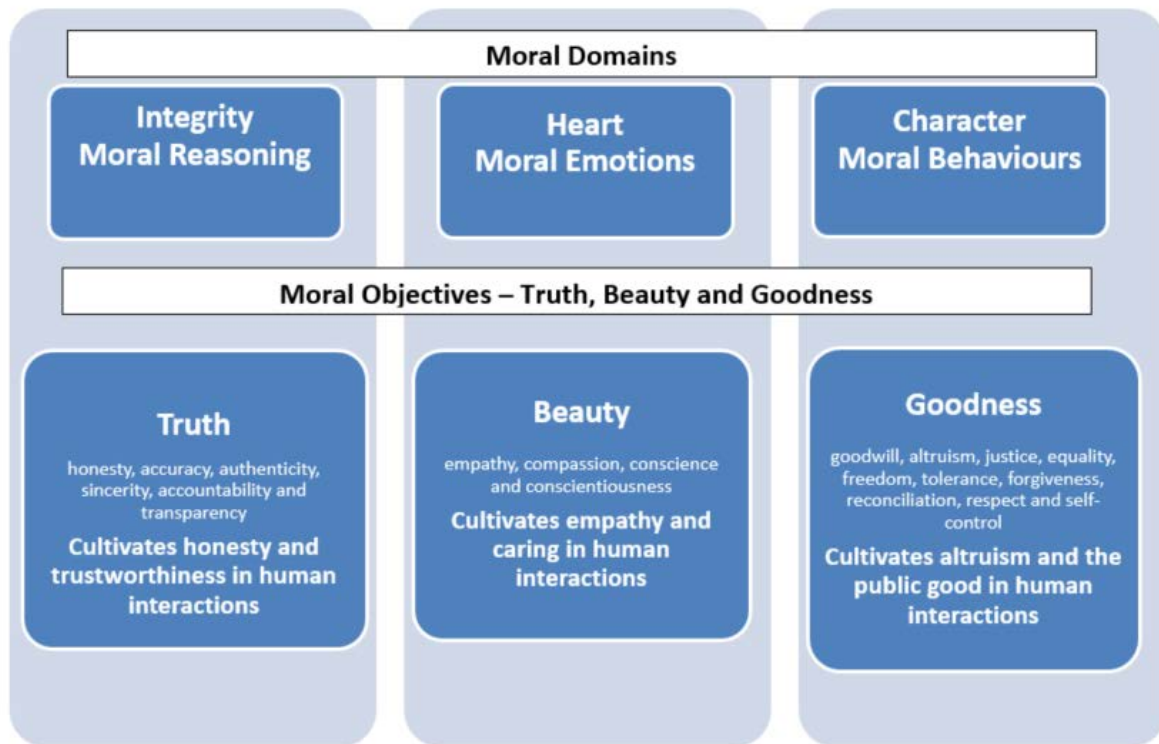 Moral Domains
Integrity
Moral Reasoning
Heart
Moral Emotions
Character
Moral Behaviours
Moral Objectives – Truth, Beauty and Goodness
Truth
honesty, accuracy, authenticity,
sincerity, accountability and
transparency
Cultivates honesty and
trustworthiness in human
interactions
Beauty
empathy, compassion, conscience
and conscientiousness
Cultivates empathy and
caring in human
interactions
Goodness
goodwill, altruism, justice, equality,
freedom, tolerance, forgiveness,
reconciliation, respect and self-
control
Cultivates altruism and the
public good in human
interactions